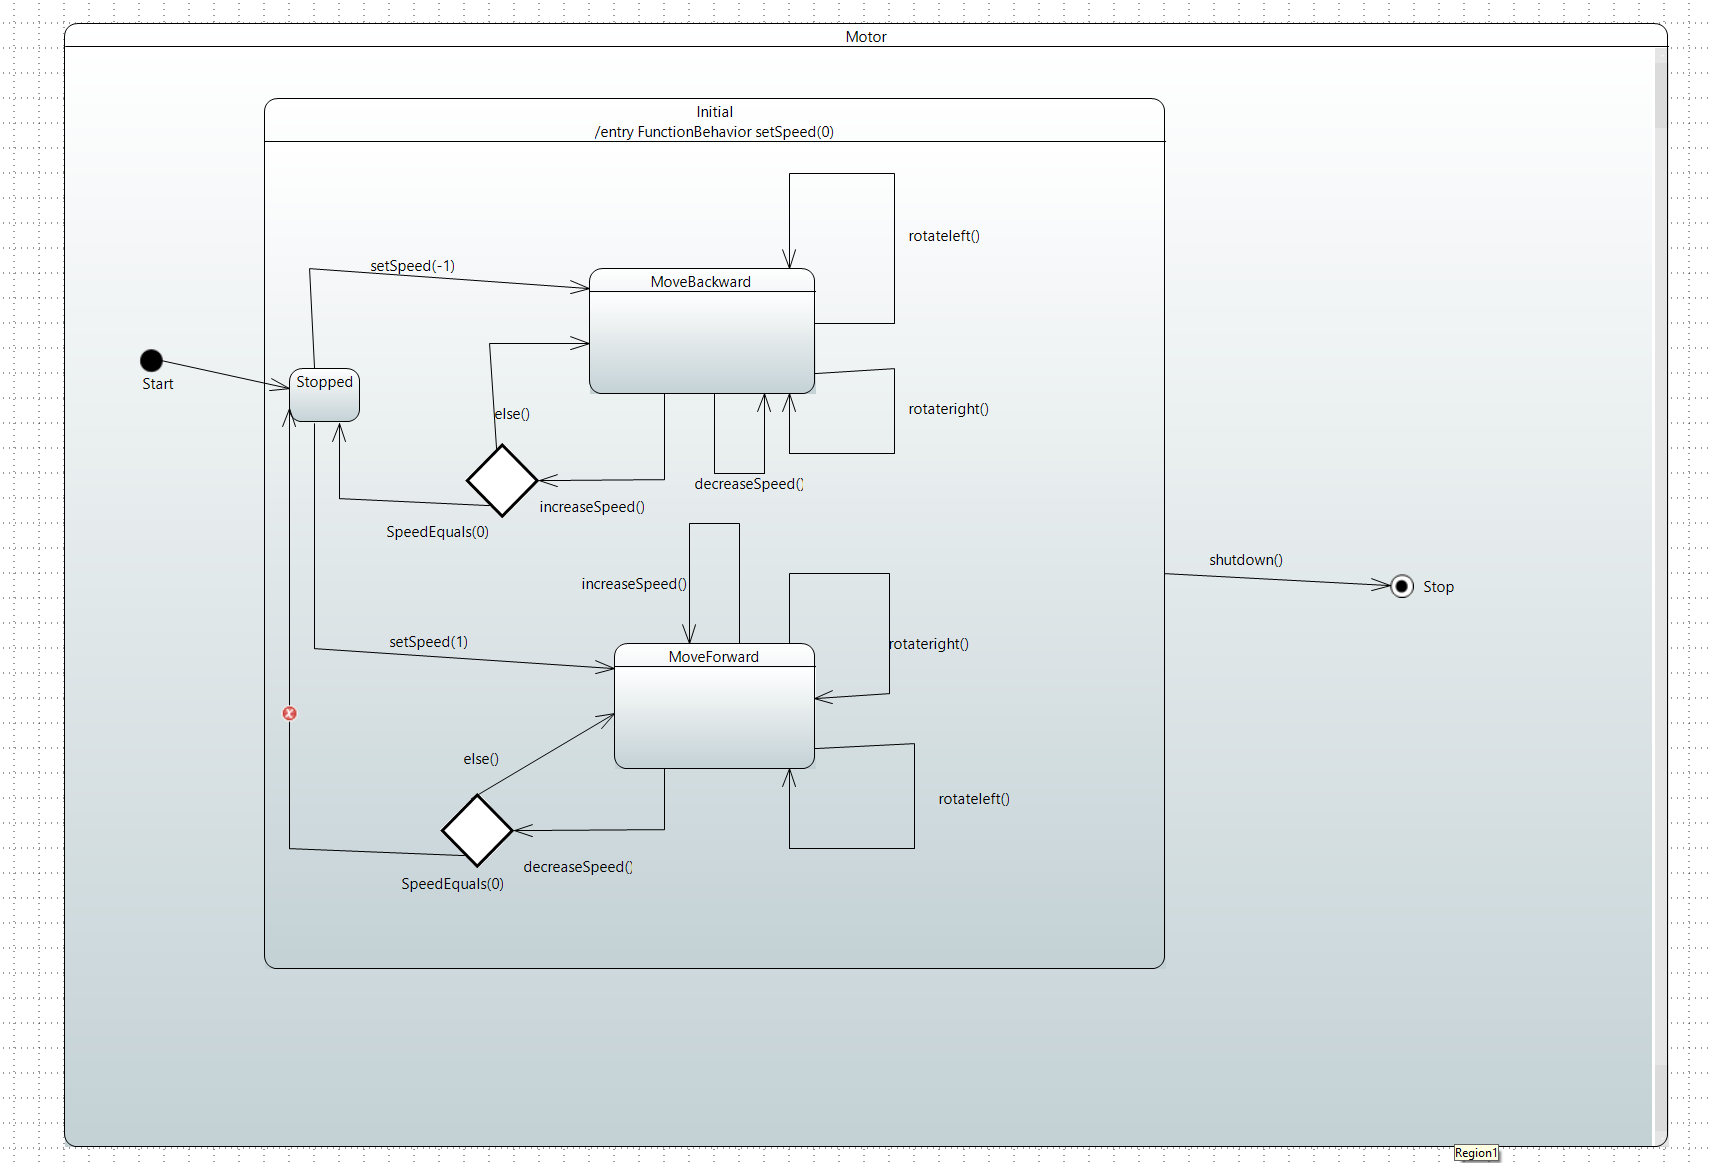 Motor
Initial
/entry FunctionBehavior setSpeed(0)
rotateleft()
setSpeed(-1)
MoveBackward
Start
Stopped
else()
rotateright()
decreaseSpeed()
increaseSpeed()
SpeedEquals(0)
increaseSpeed()
shutdown()
Stop
setSpeed(1)
MoveForward
rotateright()
else()
rotateleft()
decreaseSpeed()
SpeedEquals(0)
Region1